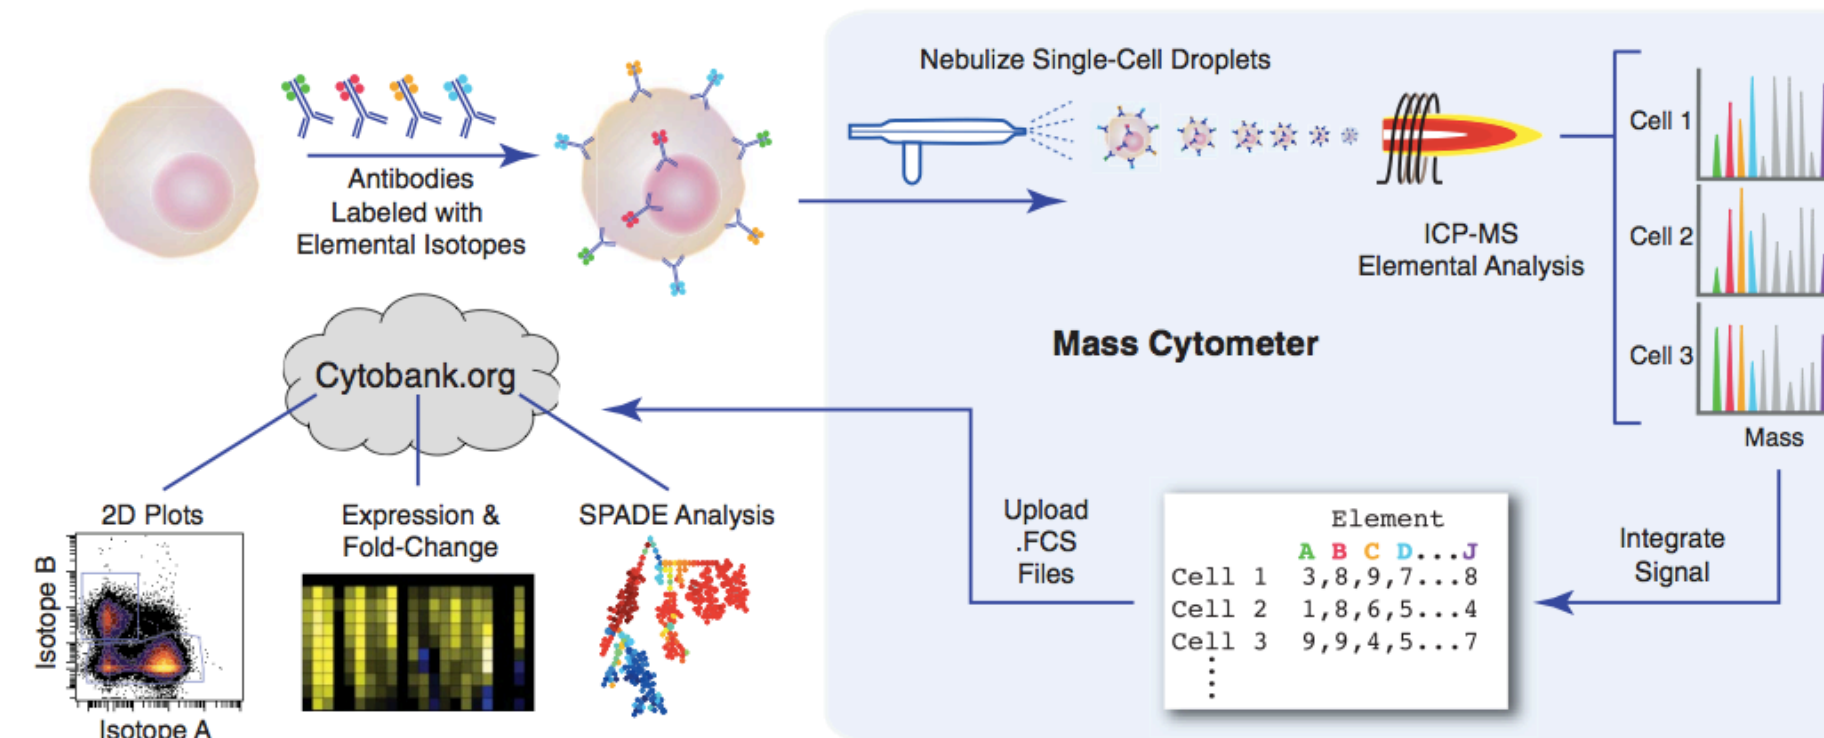 Nebulize Single-Cell Droplets
Antibodies
Labeled with
Elemental Isotopes
ICP-MS
Elemental Analysis
Cell 1
Cell 2
Cell 3
Mass
Mass Cytometer
Cytobank.org
Upload
.FCS
Files
Element
A B C D...J
Cell 1 3,8,9,7...8
Cell 2 1,8,6,5...4
Cell 3 9,9,4,5...7
Integrate
Signal
2D Plots
Isotope B
Isotope A
Expression &
Fold-Change
SPADE Analysis